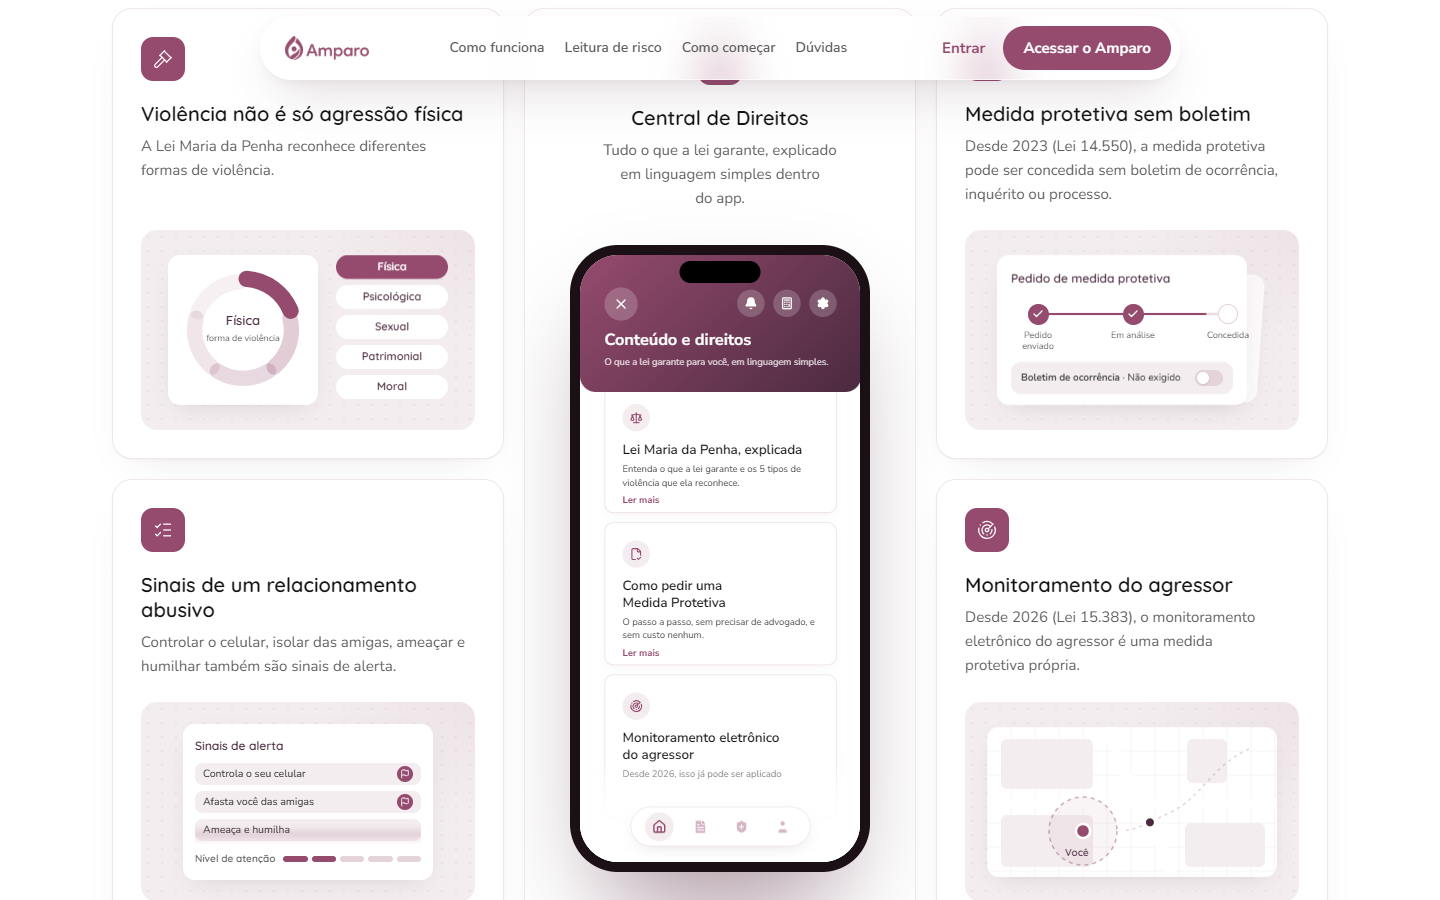 Amparo
Como funciona
Leitura de risco
Como começar
Dúvidas
Entrar
Acessar o Amparo
Violência não é só agressão física
A Lei Maria da Penha reconhece diferentes
formas de violência.
Física
forma de violência
Física
Psicológica
Sexual
Patrimonial
Moral
Sinais de um relacionamento
abusivo
Controlar o celular, isolar das amigas, ameaçar e
humilhar também são sinais de alerta.
Sinais de alerta
Controla o seu celular
Afasta você das amigas
Ameaça e humilha
Nível de atenção
Central de Direitos
Tudo o que a lei garante, explicado
em linguagem simples dentro
do app.
Conteúdo e direitos
O que a lei garante para você, em linguagem simples.
Lei Maria da Penha, explicada
Entenda o que a lei garante e os 5 tipos de
violência que ela reconhece.
Ler mais
Como pedir uma
Medida Protetiva
O passo a passo, sem precisar de advogado, e
sem custo nenhum.
Ler mais
Monitoramento eletrônico
do agressor
Desde 2026, isso já pode ser aplicado
Medida protetiva sem boletim
Desde 2023 (Lei 14.550), a medida protetiva
pode ser concedida sem boletim de ocorrência,
inquérito ou processo.
Pedido de medida protetiva
Pedido
enviado
Em análise
Concedida
Boletim de ocorrência · Não exigido
Monitoramento do agressor
Desde 2026 (Lei 15.383), o monitoramento
eletrônico do agressor é uma medida
protetiva própria.
Você